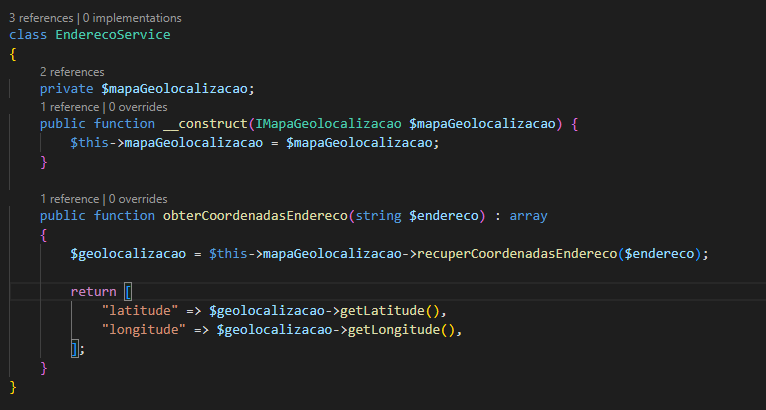 3 references | 0 implementations
class EnderecoService
{
2 references
private $mapaGeolocalizacao;
1 reference | 0 overrides
public function __construct(IMapaGeolocalizacao $mapaGeolocalizacao) {
$this->mapaGeolocalizacao = $mapaGeolocalizacao;
}
1 reference | 0 overrides
public function obterCoordenadasEndereco(string $endereco) : array
{
$geolocalizacao = $this->mapaGeolocalizacao->recuperCoordenadasEndereco($endereco);
return [
"latitude" => $geolocalizacao->getLatitude(),
"longitude" => $geolocalizacao->getLongitude(),
];
}
}